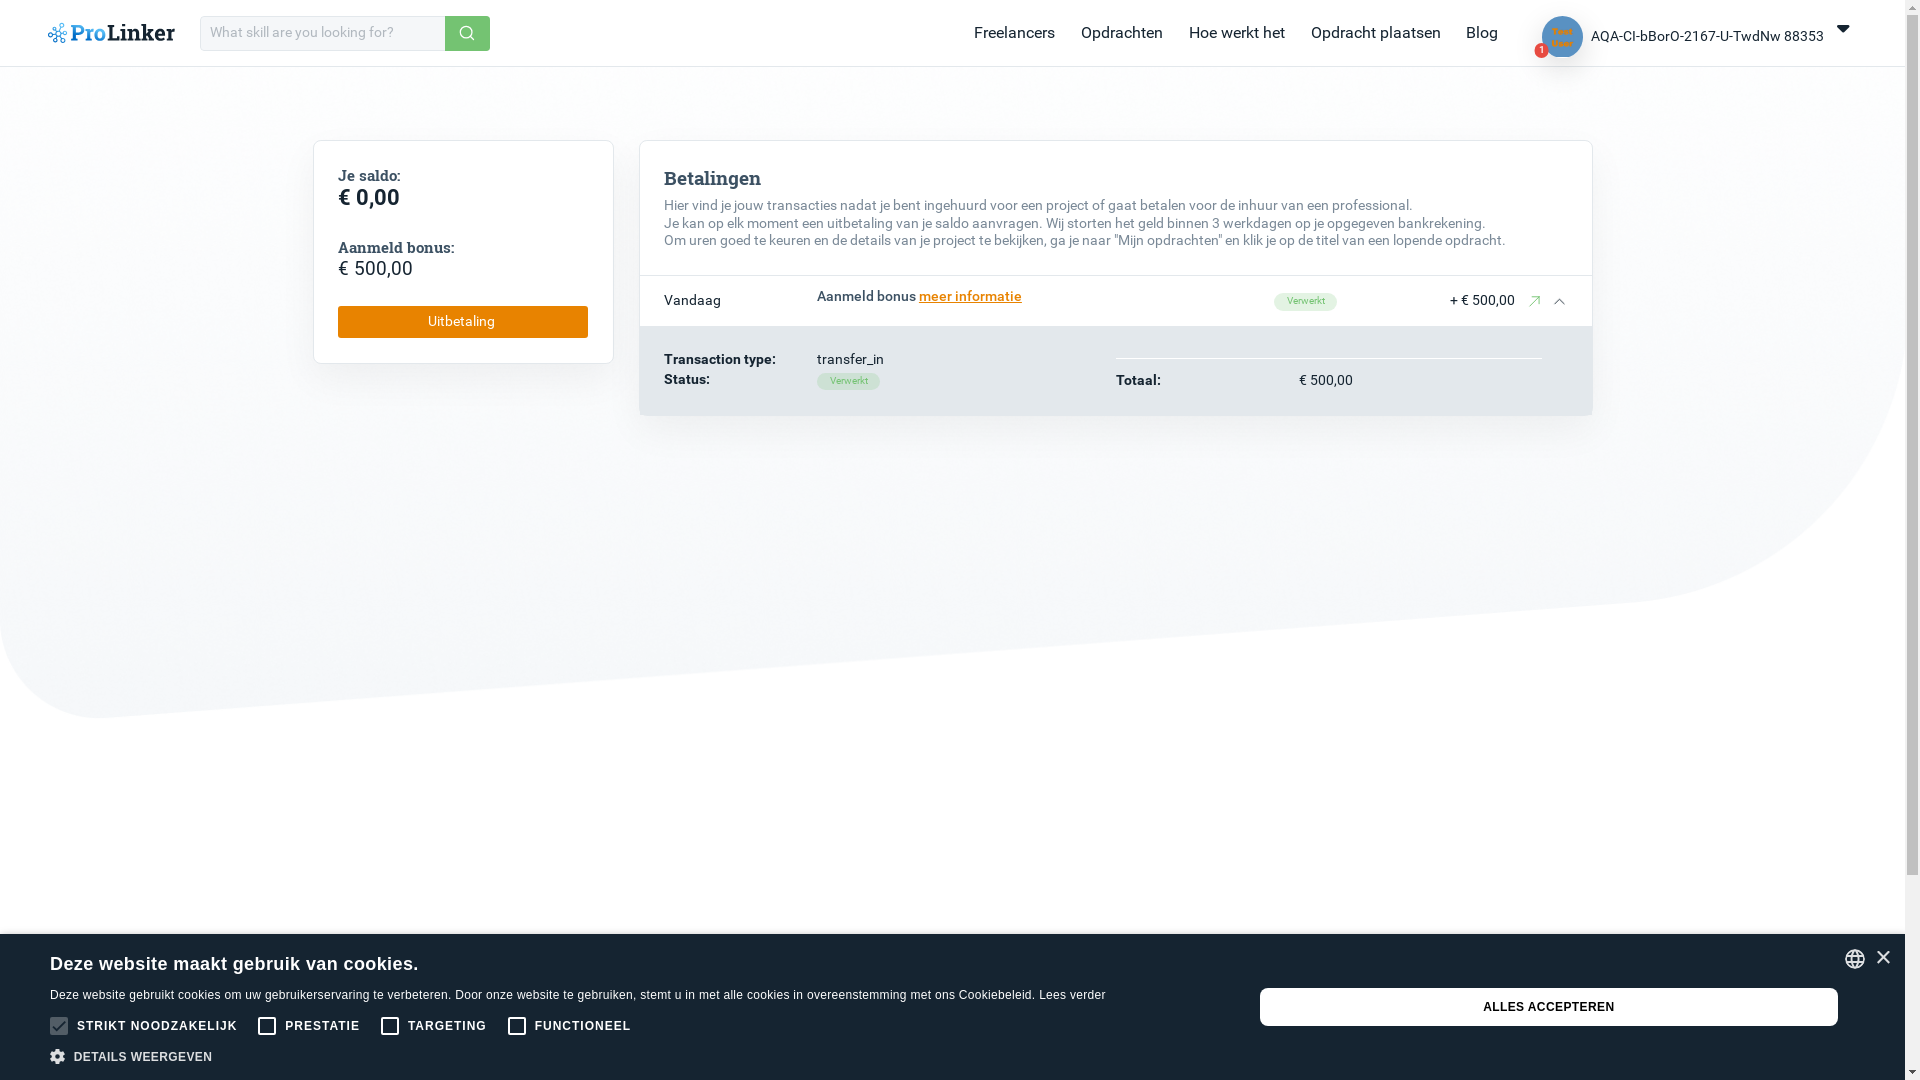 ProLinker
What skill are you looking for?
Freelancers
Opdrachten
Hoe werkt het
Opdracht plaatsen
Blog
1
AQA-CI-bBorO-2167-U-TwdNw 88353
Je saldo:
€ 0,00
Aanmeld bonus:
€ 500,00
Uitbetaling
Betalingen
Hier vind je jouw transacties nadat je bent ingehuurd voor een project of gaat betalen voor de inhuur van een professional.
Je kan op elk moment een uitbetaling van je saldo aanvragen. Wij storten het geld binnen 3 werkdagen op je opgegeven bankrekening.
Om uren goed te keuren en de details van je project te bekijken, ga je naar "Mijn opdrachten" en klik je op de titel van een lopende opdracht.
Vandaag
Aanmeld bonus meer informatie
Verwerkt
+ € 500,00
Transaction type:
transfer_in
Status:
Verwerkt
Totaal:
€ 500,00
Deze website maakt gebruik van cookies.
Deze website gebruikt cookies om uw gebruikerservaring te verbeteren. Door onze website te gebruiken, stemt u in met alle cookies in overeenstemming met ons Cookiebeleid. Lees verder
STRIKT NOODZAKELIJK
PRESTATIE
TARGETING
FUNCTIONEEL
DETAILS WEERGEVEN
ALLES ACCEPTEREN